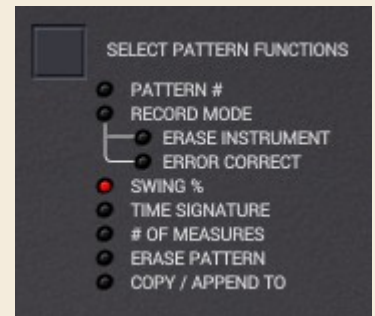 SELECT PATTERN FUNCTIONS
PATTERN #
RECORD MODE
ERASE INSTRUMENT
ERROR CORRECT
SWING %
TIME SIGNATURE
# OF MEASURES
ERASE PATTERN
COPY / APPEND TO